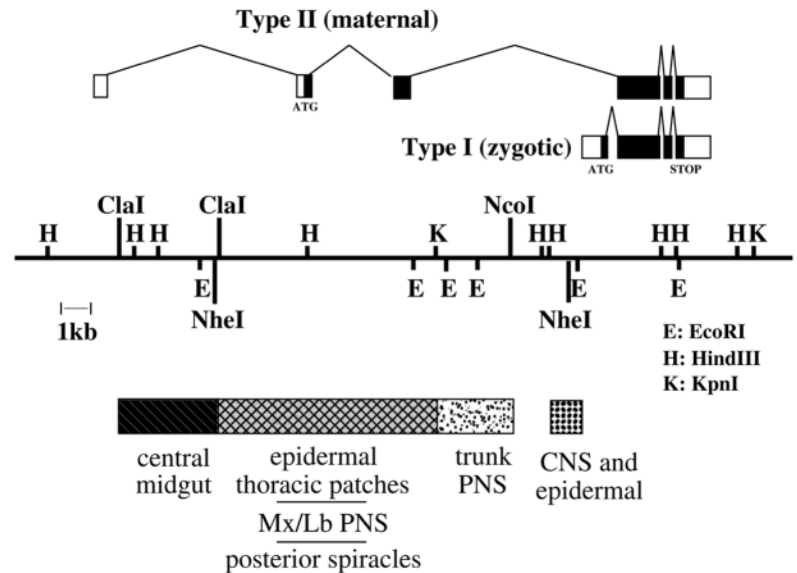 Type II (maternal)
ATG
Type I (zygotic)
ATG STOP
ClaI ClaI NcoI
H H H H K HH HH H K
E E E E E E
NheI NheI
1kb
E: EcoRI
H: HindIII
K: KpnI
central epidermal trunk CNS and
midgut thoracic patches PNS epidermal
Mx/Lb PNS
posterior spiracles